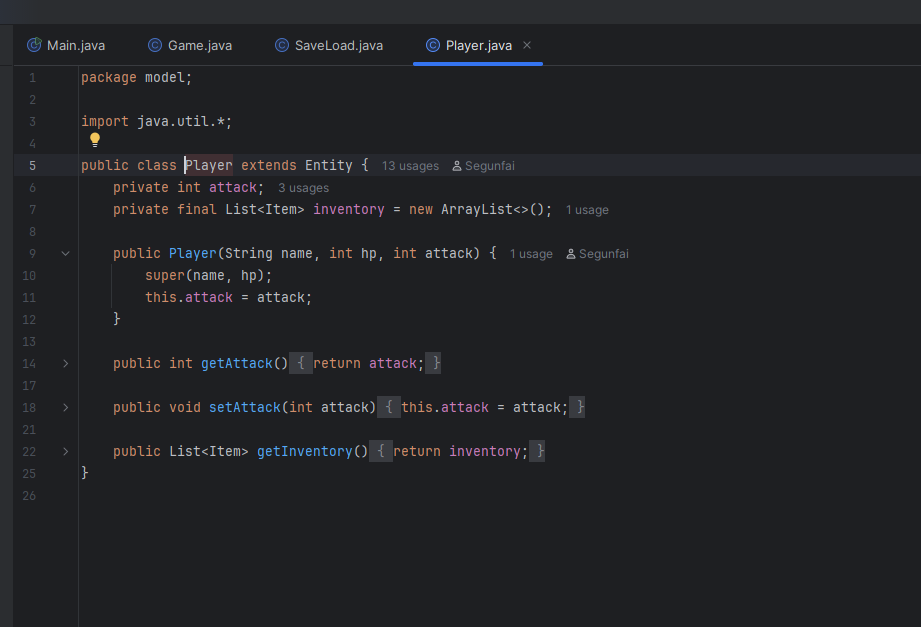 Main.java Game.java SaveLoad.java Player.java
1 package model;
2
3 import java.util.*;
4
5 public class Player extends Entity { 13 usages Segunfai
6 private int attack; 3 usages
7 private final List<Item> inventory = new ArrayList<>(); 1 usage
8
9 public Player(String name, int hp, int attack) { 1 usage Segunfai
10 super(name, hp);
11 this.attack = attack;
12 }
13
14 public int getAttack() { return attack; }
17
18 public void setAttack(int attack) { this.attack = attack; }
21
22 public List<Item> getInventory() { return inventory; }
25 }
26